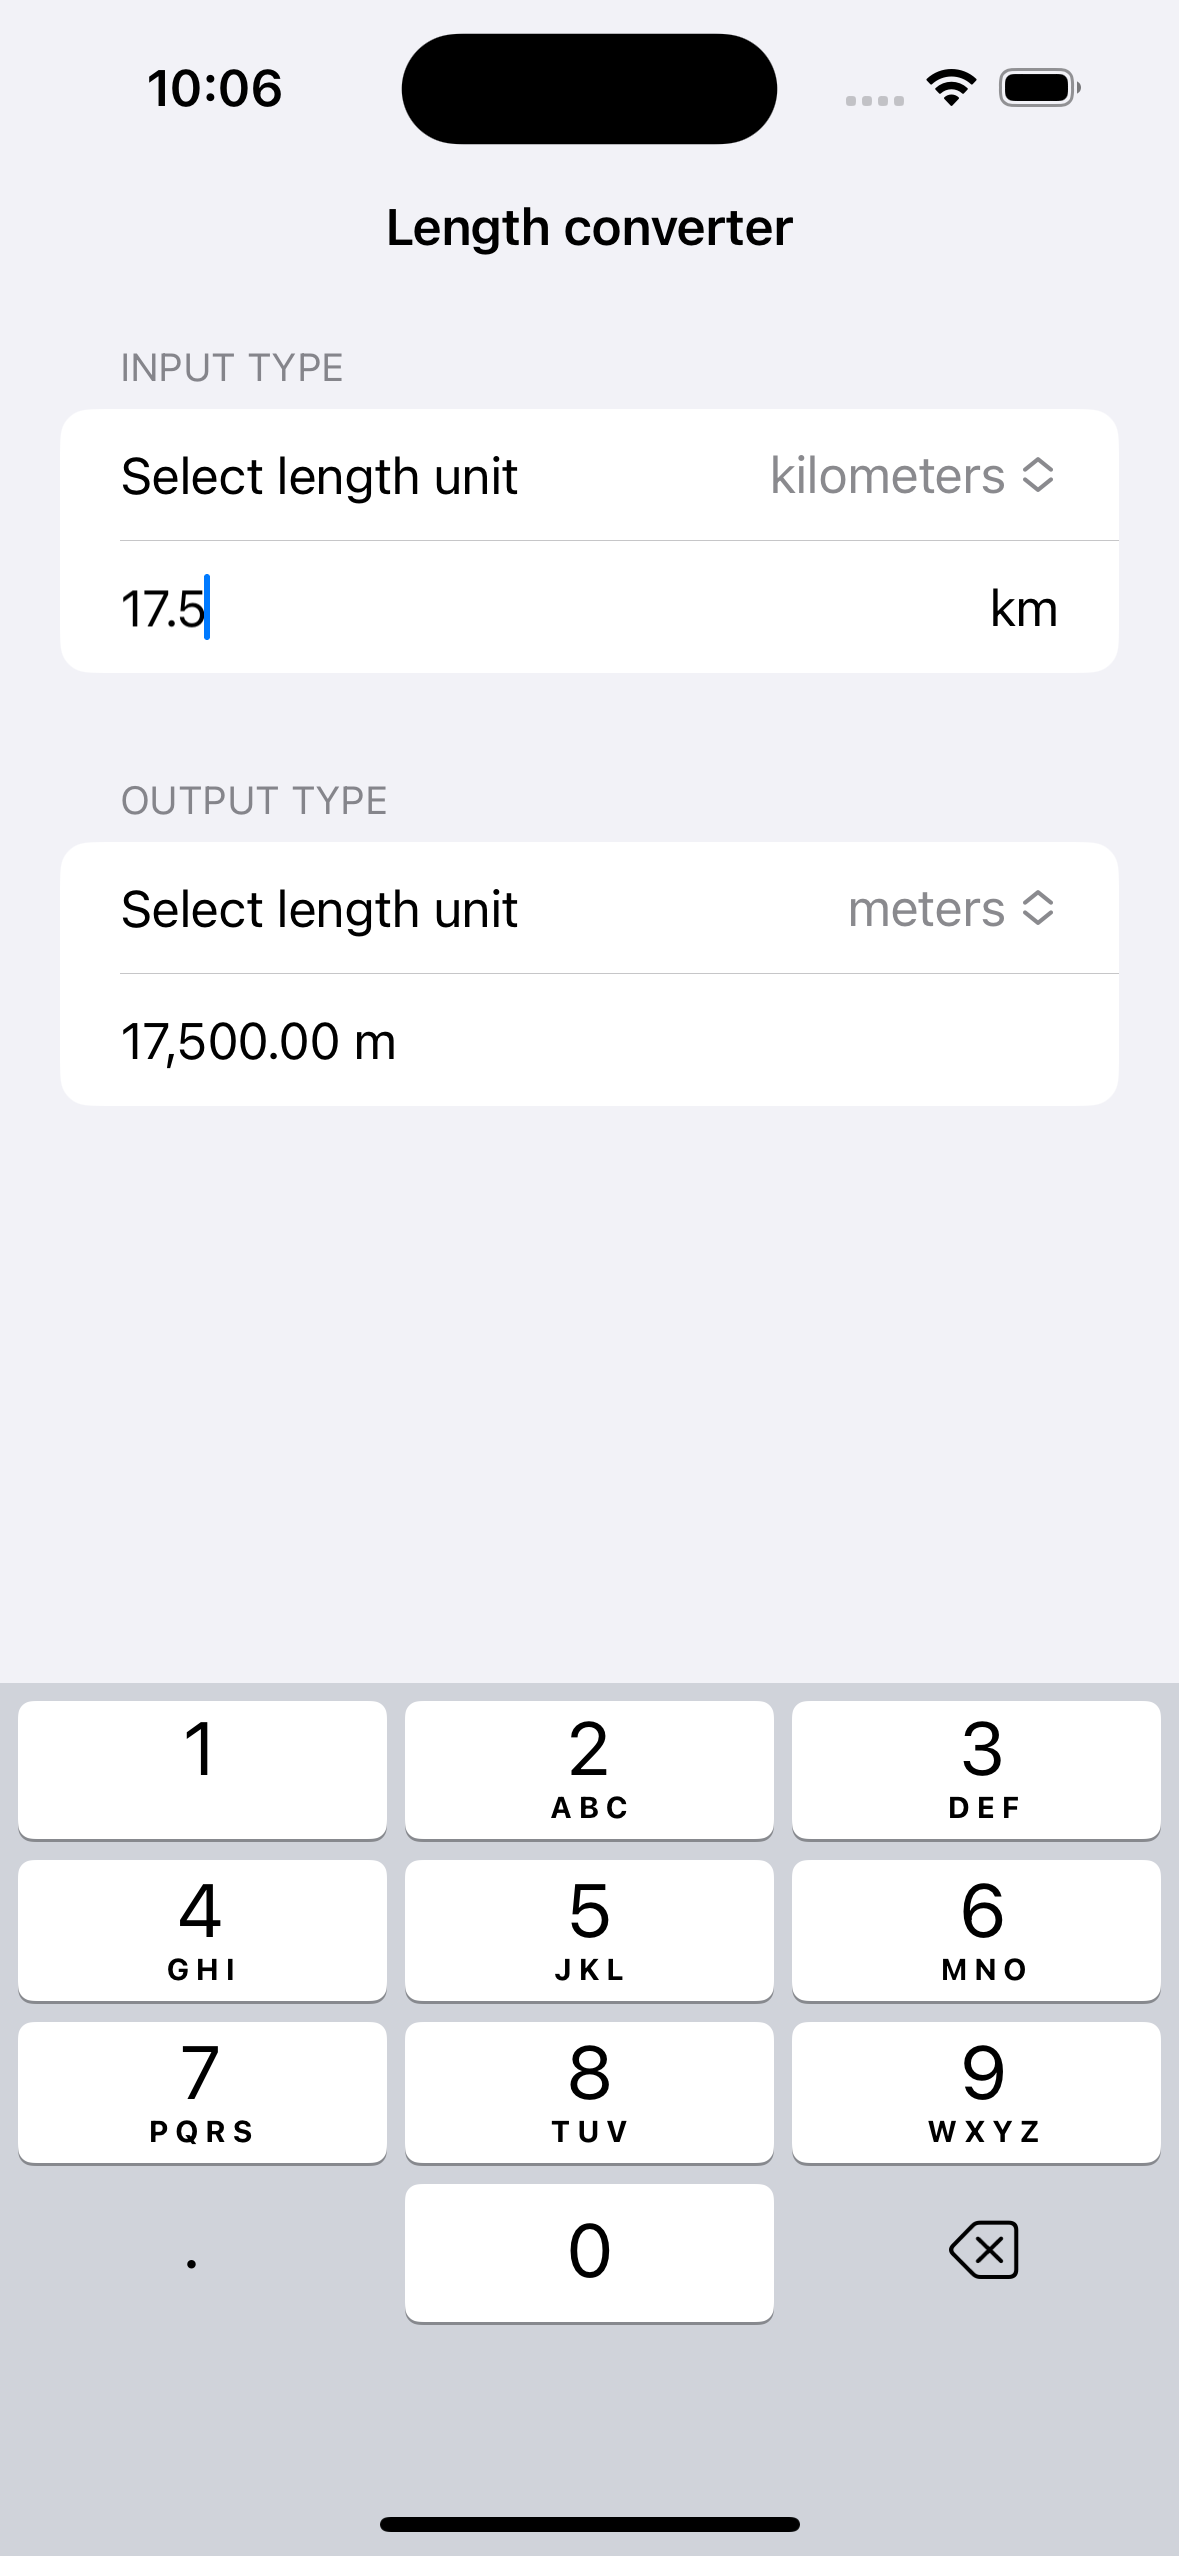 10:06
Length converter
INPUT TYPE
Select length unit kilometers
17.5 km
OUTPUT TYPE
Select length unit meters
17,500.00 m
1 2 3
ABC DEF
4 5 6
GHI JKL MNO
7 8 9
PQRS TUV WXYZ
. 0